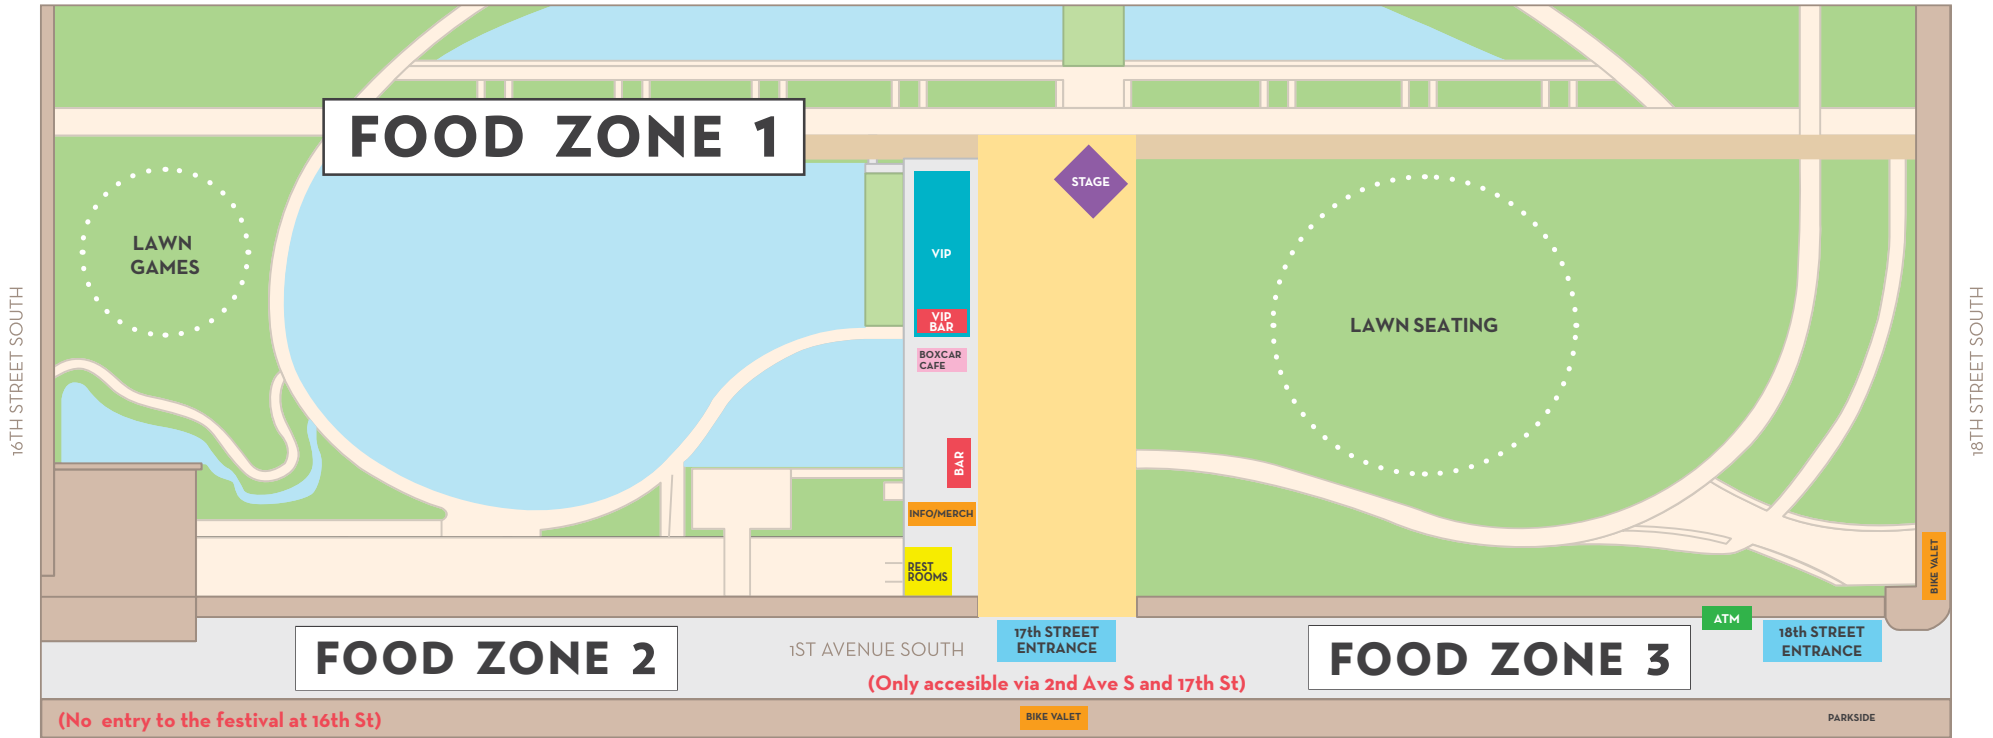 FOOD ZONE 1
STAGE
LAWN
GAMES
VIP
VIP
BAR
BOXCAR
CAFE
LAWN SEATING
16TH STREET SOUTH
18TH STREET SOUTH
BAR
INFO/MERCH
REST
ROOMS
BIKE VALET
ATM
FOOD ZONE 2
1ST AVENUE SOUTH
17th STREET
ENTRANCE
FOOD ZONE 3
18th STREET
ENTRANCE
(Only accesible via 2nd Ave S and 17th St)
(No entry to the festival at 16th St)
BIKE VALET
PARKSIDE